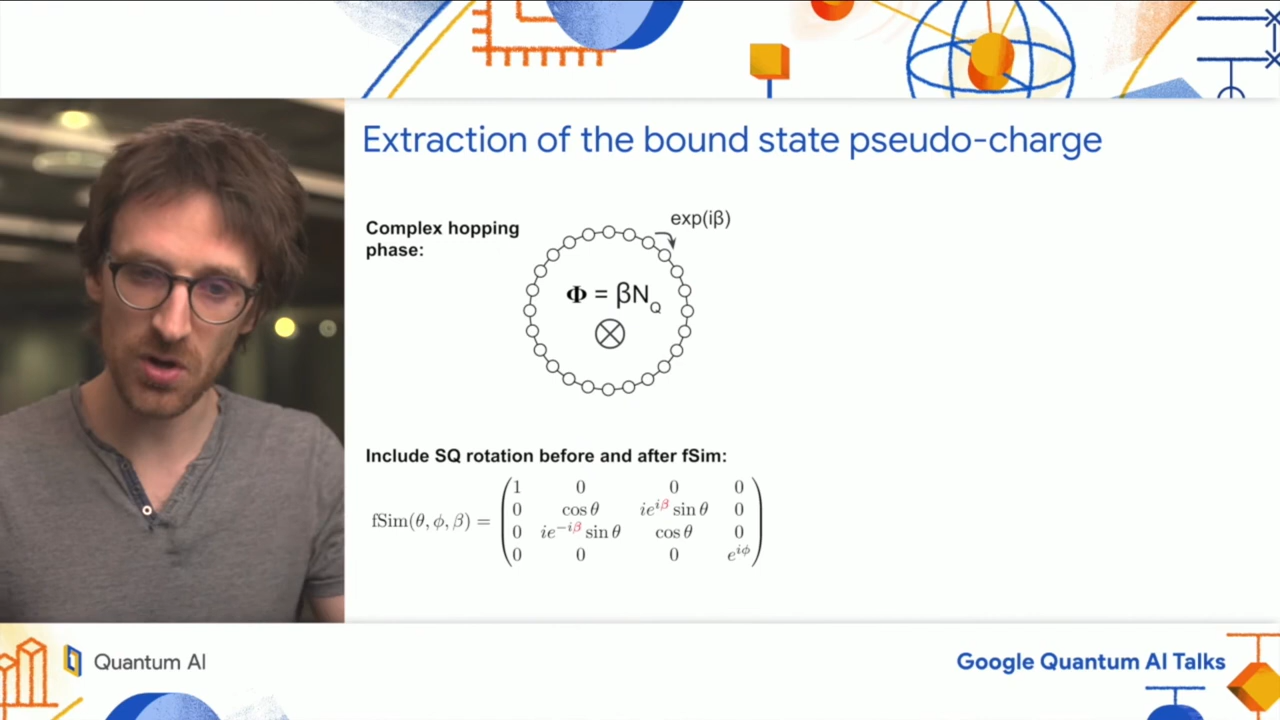 Extraction of the bound state pseudo-charge
Complex hopping
phase:
exp(iβ)
Φ = βN_Q
Include SQ rotation before and after fSim:
fSim(θ, ϕ, β) =
1 0 0 0
0 cos θ ie^{iβ} sin θ 0
0 ie^{−iβ} sin θ cos θ 0
0 0 0 e^{iϕ}
Quantum AI
Google Quantum AI Talks